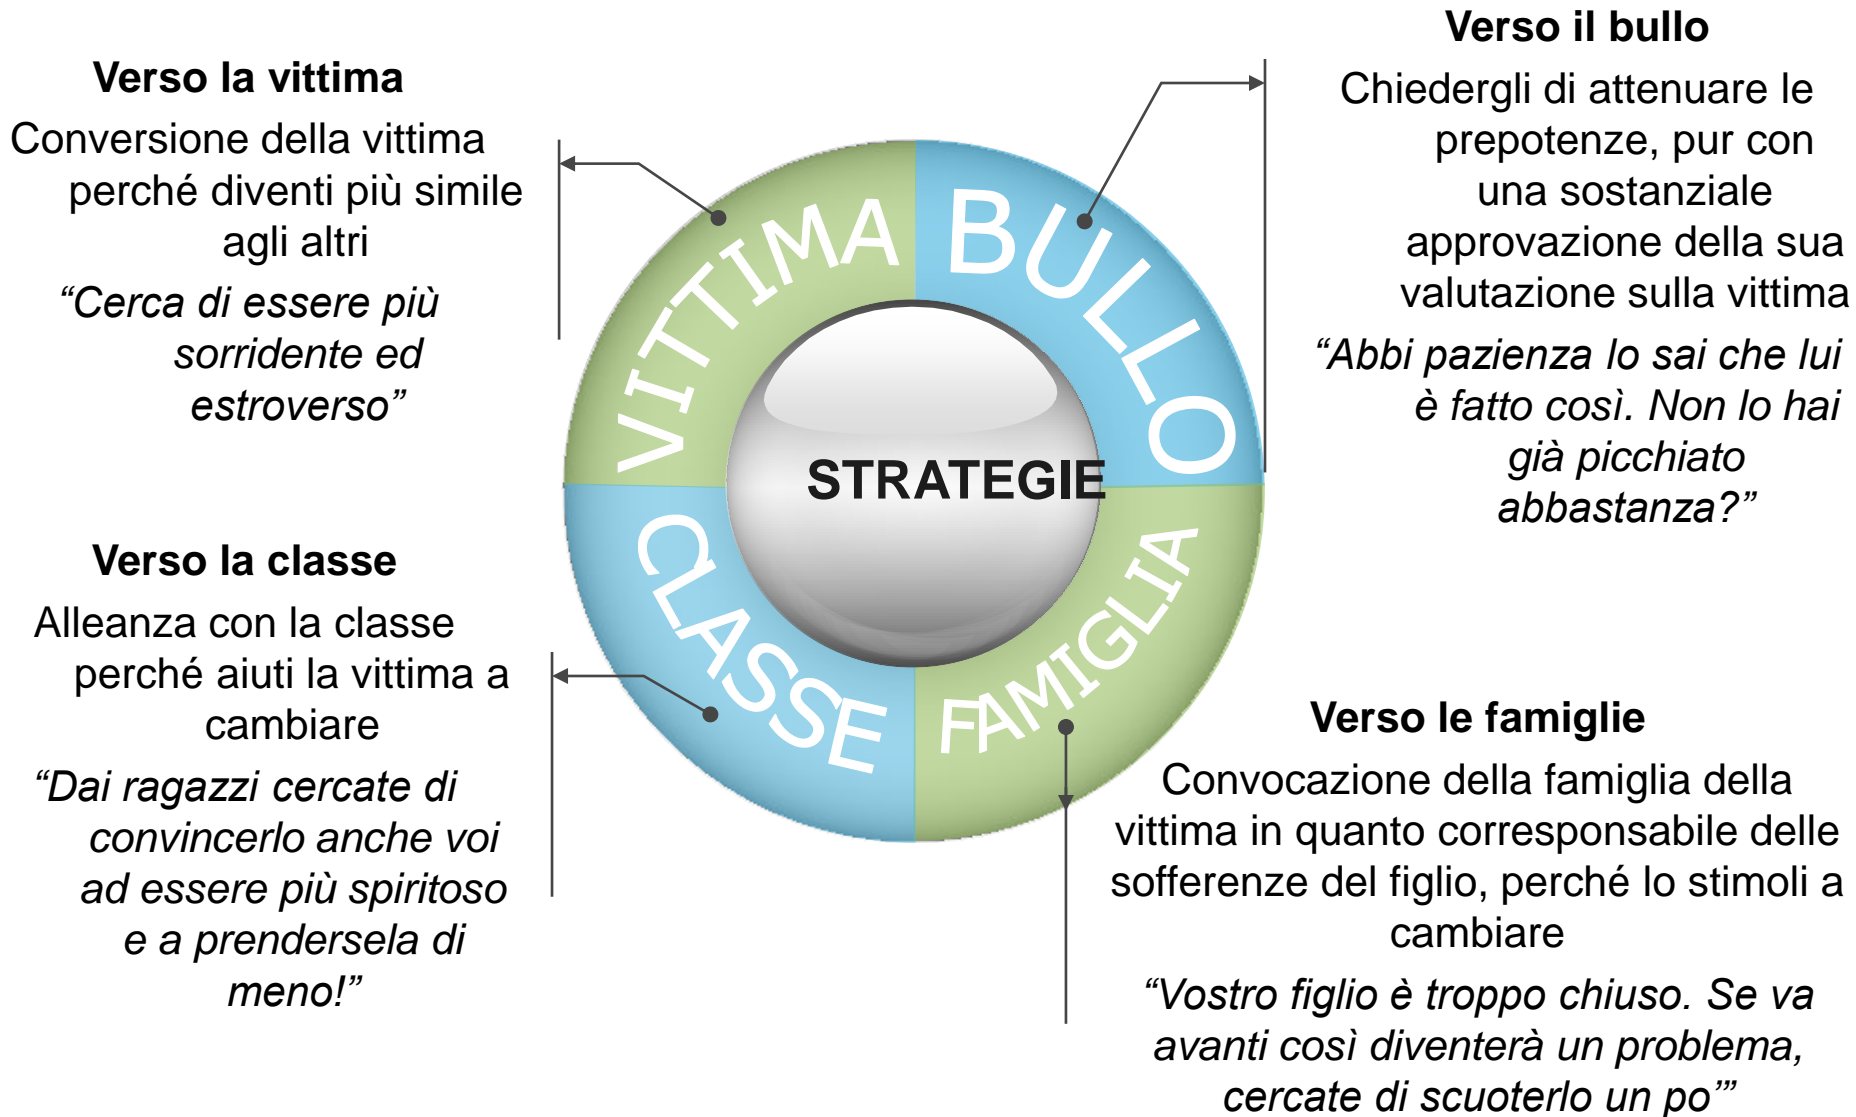 Verso la vittima
Conversione della vittima
perché diventi più simile
agli altri
“Cerca di essere più
sorridente ed
estroverso”
Verso il bullo
Chiedergli di attenuare le
prepotenze, pur con
una sostanziale
approvazione della sua
valutazione sulla vittima
“Abbi pazienza lo sai che lui
è fatto così. Non lo hai
già picchiato
abbastanza?”
VITTIMA
BULLO
STRATEGIE
CLASSE
FAMIGLIA
Verso la classe
Alleanza con la classe
perché aiuti la vittima a
cambiare
“Dai ragazzi cercate di
convincerlo anche voi
ad essere più spiritoso
e a prendersela di
meno!”
Verso le famiglie
Convocazione della famiglia della
vittima in quanto corresponsabile delle
sofferenze del figlio, perché lo stimoli a
cambiare
“Vostro figlio è troppo chiuso. Se va
avanti così diventerà un problema,
cercate di scuoterlo un po’”